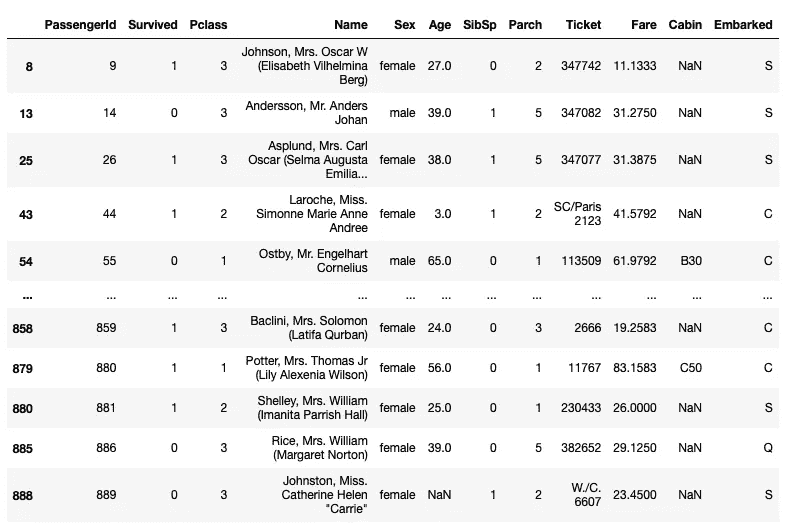 PassengerId Survived Pclass Name Sex Age SibSp Parch Ticket Fare Cabin Embarked
8 9 1 3 Johnson, Mrs. Oscar W (Elisabeth Vilhelmina Berg) female 27.0 0 2 347742 11.1333 NaN S
13 14 0 3 Andersson, Mr. Anders Johan male 39.0 1 5 347082 31.2750 NaN S
25 26 1 3 Asplund, Mrs. Carl Oscar (Selma Augusta Emilia... female 38.0 1 5 347077 31.3875 NaN S
43 44 1 2 Laroche, Miss. Simonne Marie Anne Andree female 3.0 1 2 SC/Paris 2123 41.5792 NaN C
54 55 0 1 Ostby, Mr. Engelhart Cornelius male 65.0 0 1 113509 61.9792 B30 C
... ... ... ... ... ... ... ... ... ... ... ... ...
858 859 1 3 Baclini, Mrs. Solomon (Latifa Qurban) female 24.0 0 3 2666 19.2583 NaN C
879 880 1 1 Potter, Mrs. Thomas Jr (Lily Alexenia Wilson) female 56.0 0 1 11767 83.1583 C50 C
880 881 1 2 Shelley, Mrs. William (Imanita Parrish Hall) female 25.0 0 1 230433 26.0000 NaN S
885 886 0 3 Rice, Mrs. William (Margaret Norton) female 39.0 0 5 382652 29.1250 NaN Q
888 889 0 3 Johnston, Miss. Catherine Helen "Carrie" female NaN 1 2 W./C. 6607 23.4500 NaN S